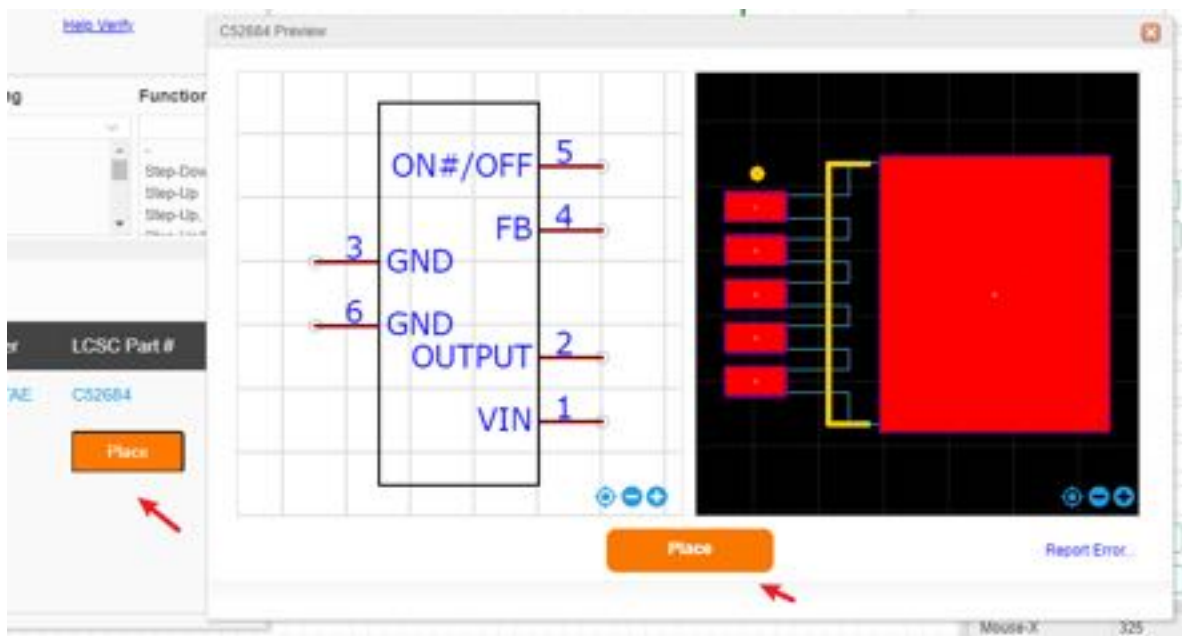 Help Verify
C52684 Preview
Function
Step-Down
Step-Up
Step-Up,
LCSC Part #
C52684
Place
ON#/OFF 5
FB 4
3 GND
6 GND
OUTPUT 2
VIN 1
Place
Report Error...
Mouse-X 325